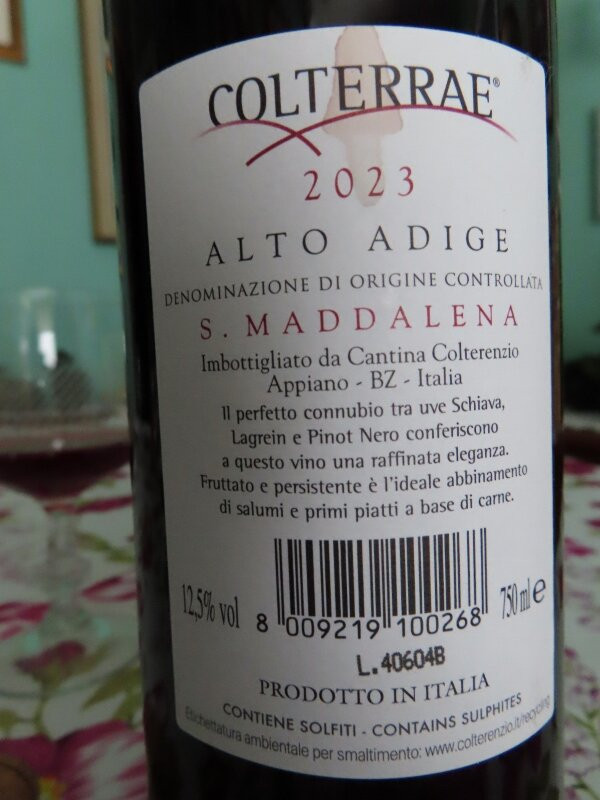 COLTERRAE®
2023
ALTO ADIGE
DENOMINAZIONE DI ORIGINE CONTROLLATA
S. MADDALENA
Imbottigliato da Cantina Colterenzio
Appiano - BZ - Italia
Il perfetto connubio tra uve Schiava,
Lagrein e Pinot Nero conferiscono
a questo vino una raffinata eleganza.
Fruttato e persistente è l'ideale abbinamento
di salumi e primi piatti a base di carne.
12,5% vol
8 009219 100268
750 ml e
L.40604B
PRODOTTO IN ITALIA
CONTIENE SOLFITI - CONTAINS SULPHITES
Etichettatura ambientale per smaltimento: www.colterenzio.it/recycling